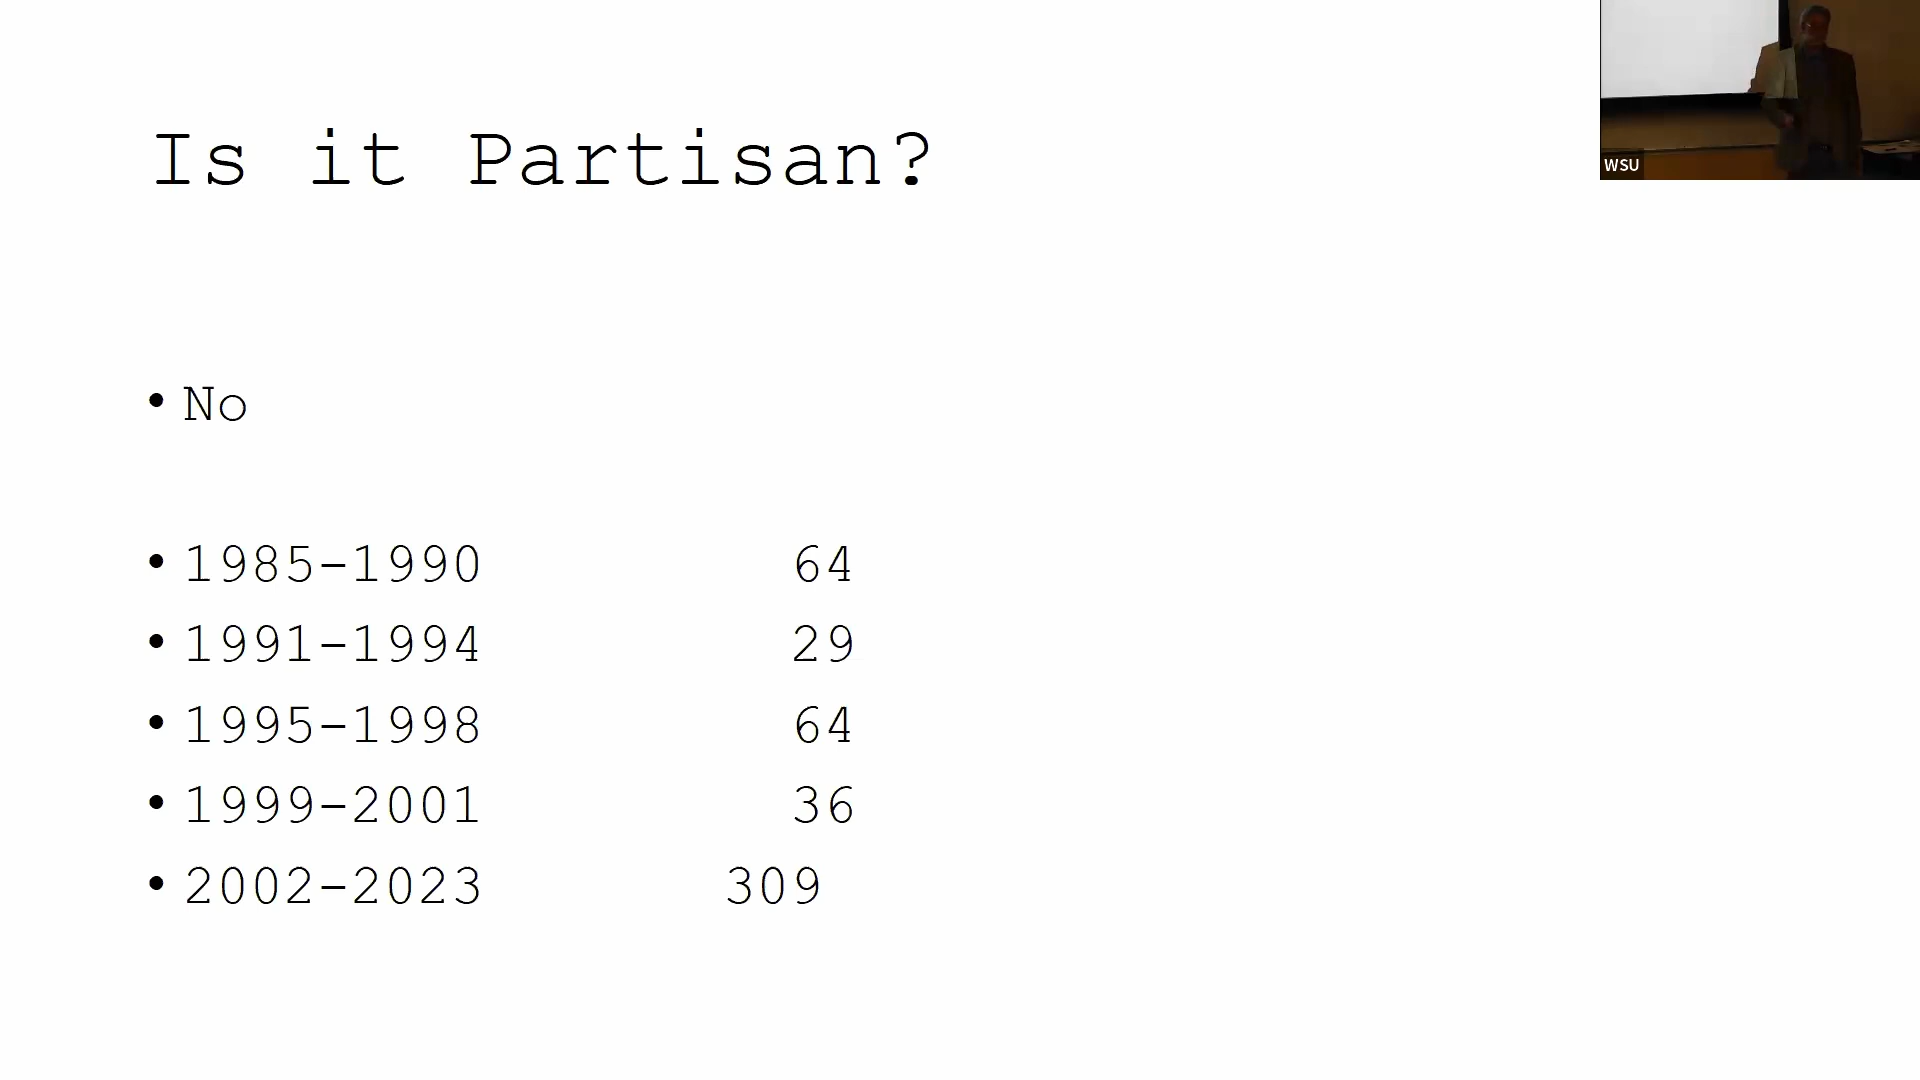 Is it Partisan?
WSU
• No
• 1985-1990 64
• 1991-1994 29
• 1995-1998 64
• 1999-2001 36
• 2002-2023 309